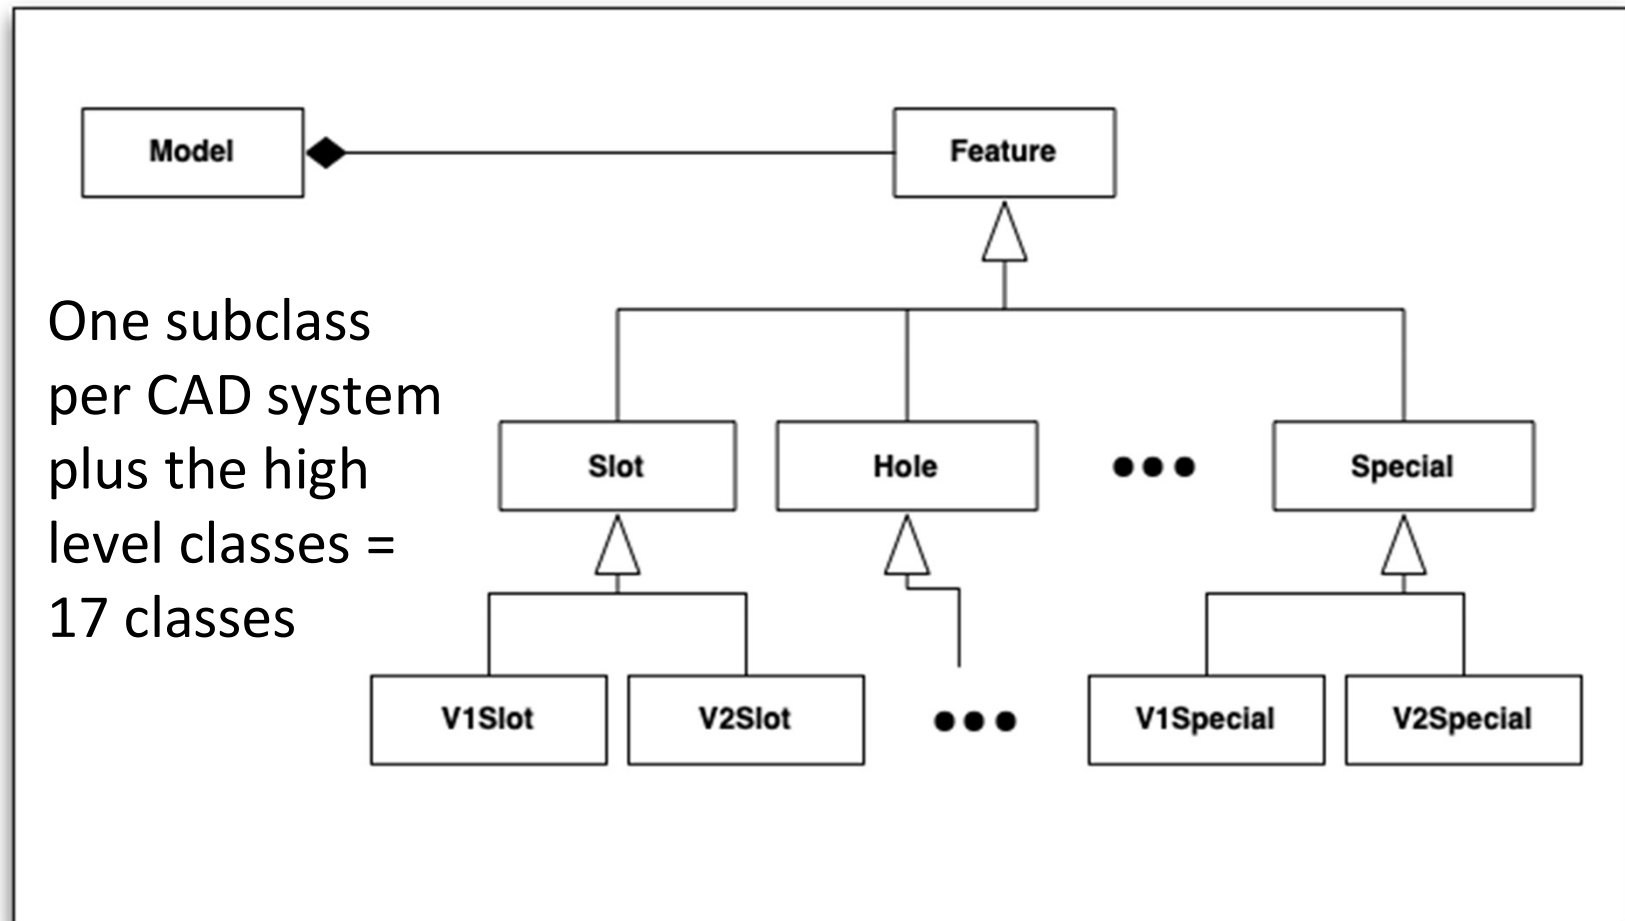 Model
Feature
One subclass
per CAD system
plus the high
level classes =
17 classes
Slot
Hole
●●●
Special
V1Slot
V2Slot
●●●
V1Special
V2Special